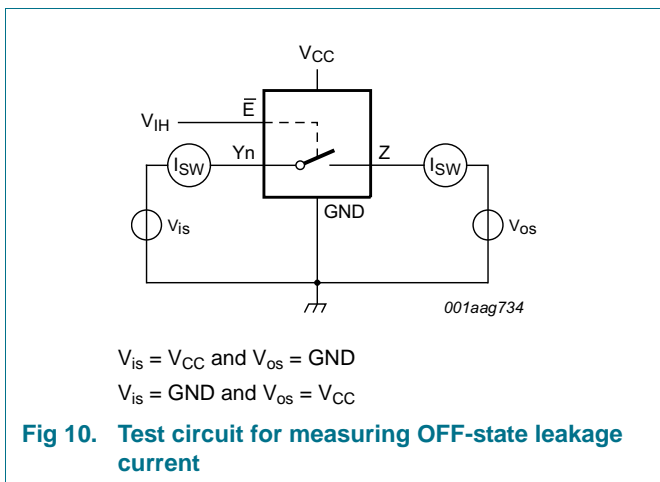 VCC
E̅
VIH
Yn
Z
ISW
ISW
GND
Vis
Vos
001aag734
Vis = VCC and Vos = GND
Vis = GND and Vos = VCC
Fig 10. Test circuit for measuring OFF-state leakage
current